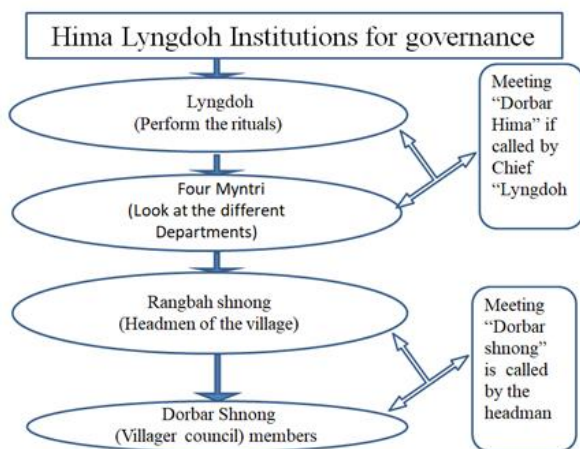 Hima Lyngdoh Institutions for governance
Lyngdoh
(Perform the rituals)
Meeting
“Dorbar
Hima” if
called by
Chief
“Lyngdoh
Four Myntri
(Look at the different
Departments)
Rangbah shnong
(Headmen of the village)
Meeting
“Dorbar
shnong”
is called
by the
headman
Dorbar Shnong
(Villager council) members